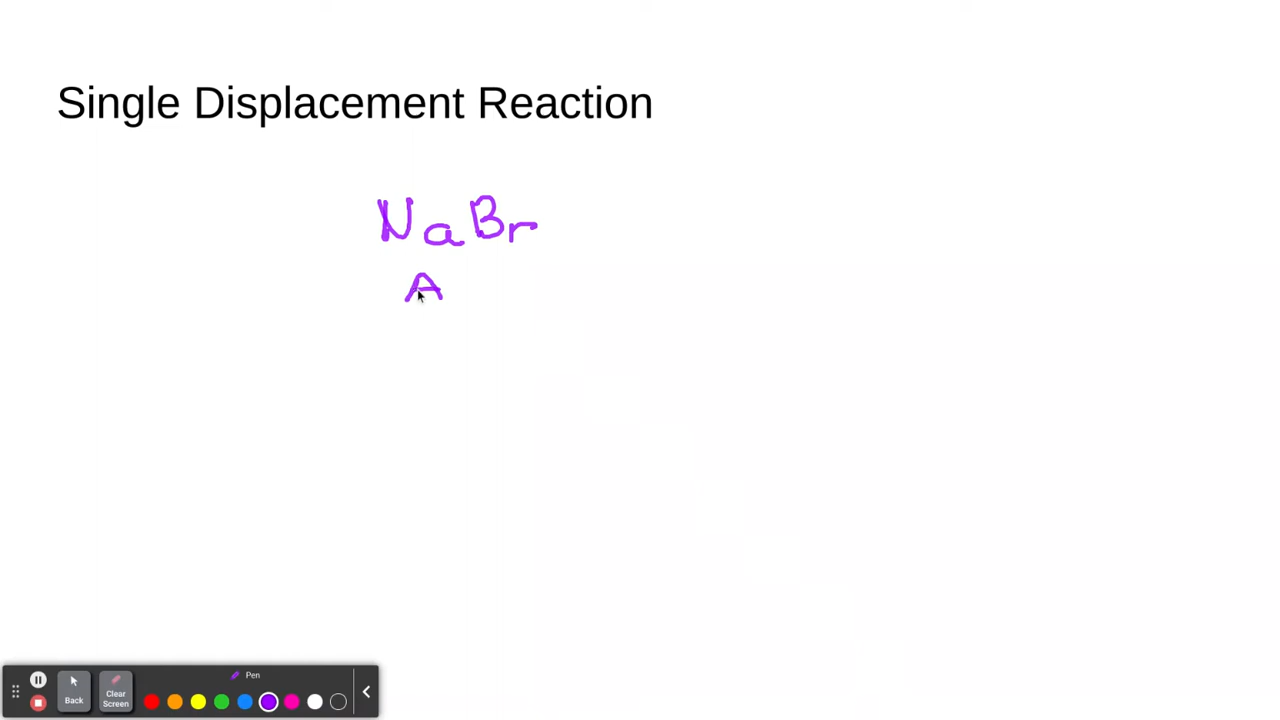 Single Displacement Reaction
NaBr
A
Pen
Back
Clear
Screen